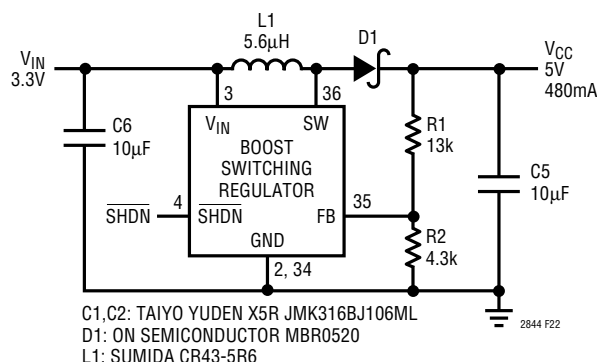 L1
5.6µH
D1
VIN
3.3V
VCC
5V
480mA
3
36
VIN
SW
BOOST
SWITCHING
REGULATOR
C6
10µF
R1
13k
C5
10µF
SHDN
4
SHDN
FB
35
GND
R2
4.3k
2, 34
C1,C2: TAIYO YUDEN X5R JMK316BJ106ML
D1: ON SEMICONDUCTOR MBR0520
L1: SUMIDA CR43-5R6
2844 F22